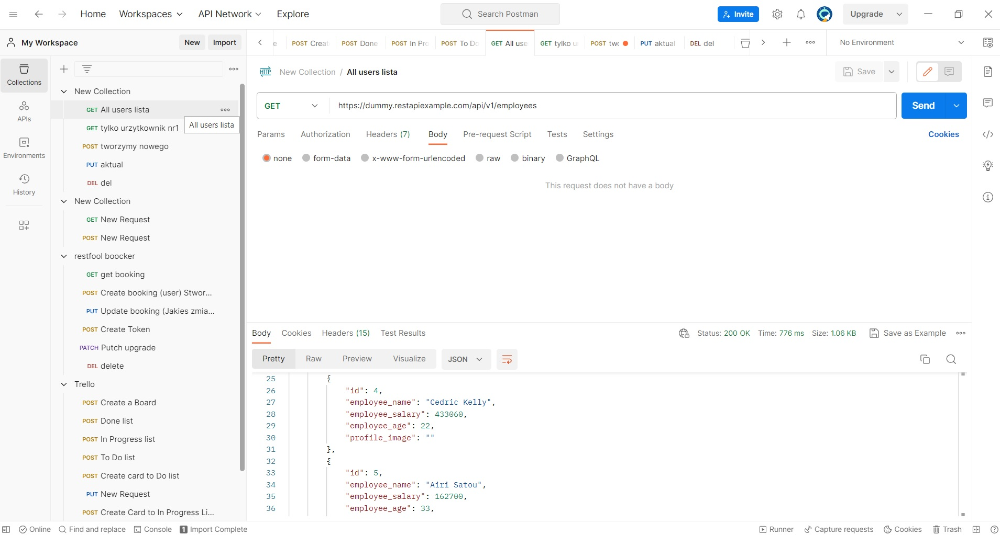 Home Workspaces API Network Explore Search Postman Invite Upgrade
My Workspace New Import
POST Creat POST Done POST In Pro POST To Do GET All use GET tylko u POST two PUT aktual DEL del No Environment
Collections
APIs
Environments
History
New Collection
GET All users lista
All users lista
GET tylko urzytkownik nr1
POST tworzymy nowego
PUT aktual
DEL del
New Collection
GET New Request
POST New Request
restfool boocker
GET get booking
POST Create booking (user) Stwor...
PUT Update booking (Jakies zmia...
POST Create Token
PATCH Putch upgrade
DEL delete
Trello
POST Create a Board
POST Done list
POST In Progress list
POST To Do list
POST Create card to Do list
PUT New Request
POST Create Card to In Progress Li...
HTTP New Collection / All users lista Save
GET https://dummy.restapiexample.com/api/v1/employees Send
Params Authorization Headers (7) Body Pre-request Script Tests Settings Cookies
none form-data x-www-form-urlencoded raw binary GraphQL
This request does not have a body
Body Cookies Headers (15) Test Results Status: 200 OK Time: 776 ms Size: 1.06 KB Save as Example
Pretty Raw Preview Visualize JSON
25 {
26 "id": 4,
27 "employee_name": "Cedric Kelly",
28 "employee_salary": 433060,
29 "employee_age": 22,
30 "profile_image": ""
31 },
32 {
33 "id": 5,
34 "employee_name": "Airi Satou",
35 "employee_salary": 162700,
36 "employee_age": 33,
Online Find and replace Console 1 Import Complete Runner Capture requests Cookies Trash